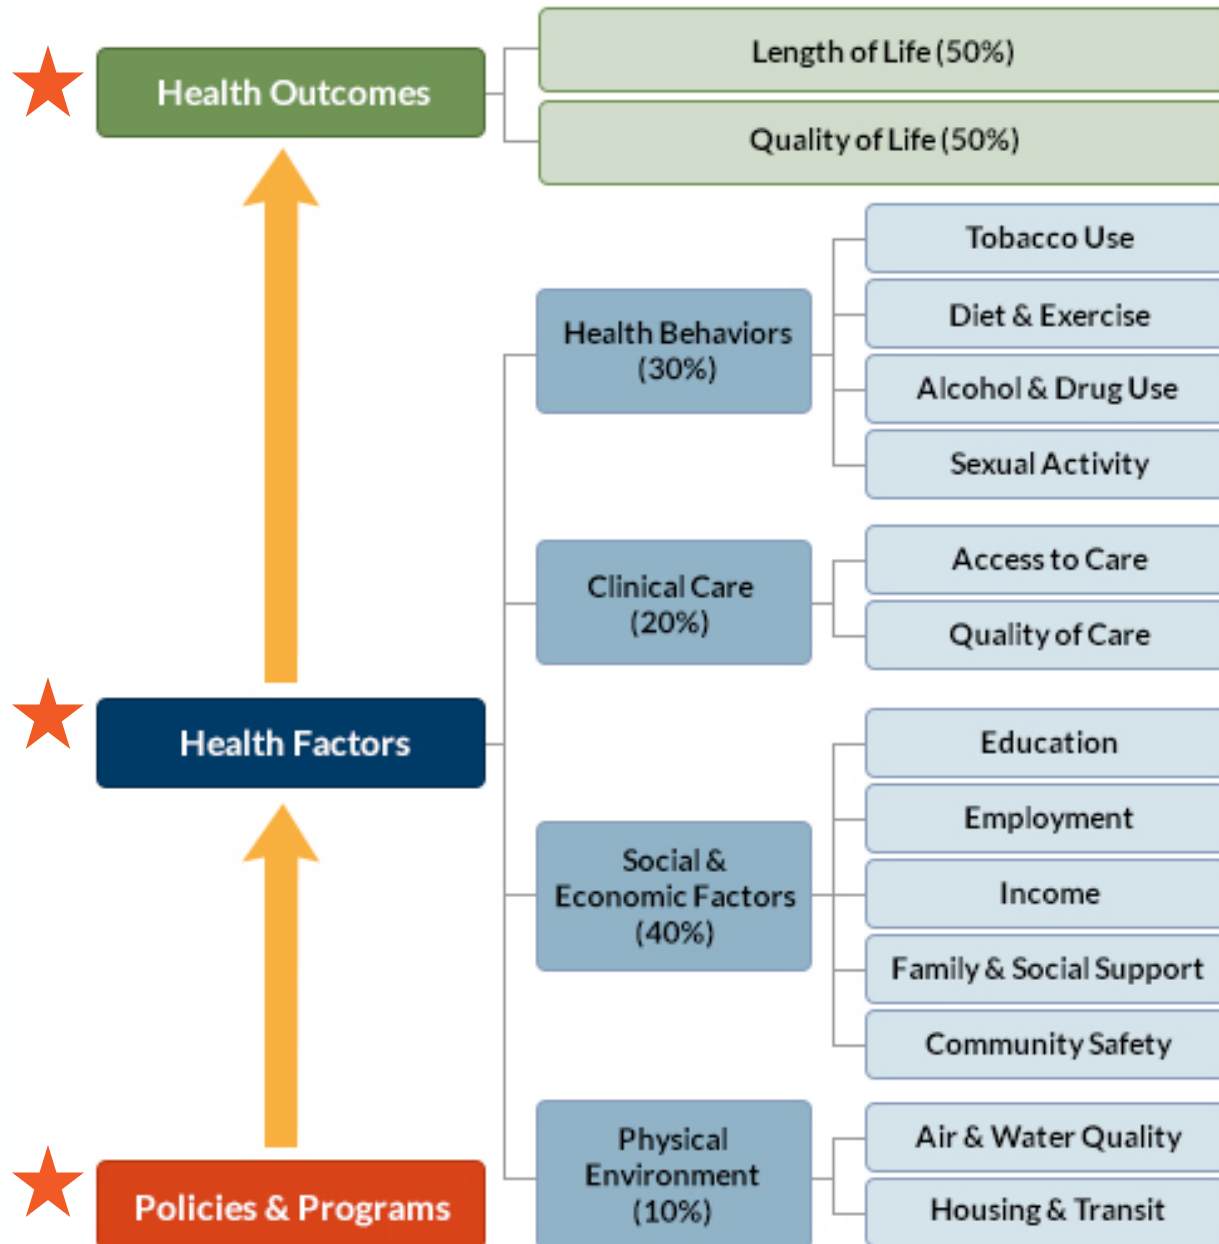 Health Outcomes
Length of Life (50%)
Quality of Life (50%)
Health Factors
Health Behaviors
(30%)
Tobacco Use
Diet & Exercise
Alcohol & Drug Use
Sexual Activity
Clinical Care
(20%)
Access to Care
Quality of Care
Social &
Economic Factors
(40%)
Education
Employment
Income
Family & Social Support
Community Safety
Physical
Environment
(10%)
Air & Water Quality
Housing & Transit
Policies & Programs